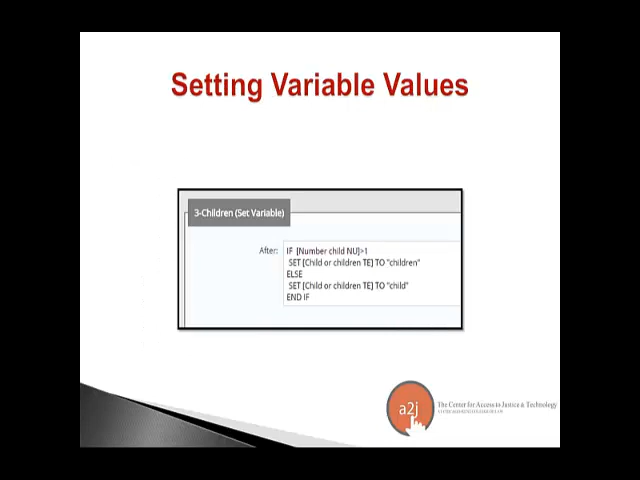 Setting Variable Values
3-Children (Set Variable)
After:
IF [Number child NU]>1
SET [Child or children TE] TO "children"
ELSE
SET [Child or children TE] TO "child"
END IF
a2j
The Center for Access to Justice & Technology